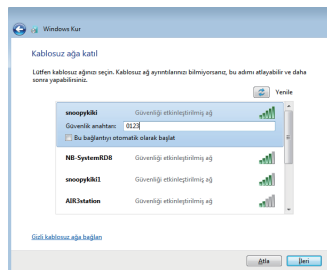 Windows Kur
Kablosuz ağa katıl
Lütfen kablosuz ağınızı seçin. Kablosuz ağ ayrıntılarınızı bilmiyorsanız, bu adımı atlayabilir ve daha
sonra yapabilirsiniz.
Yenile
snoopykiki Güvenliği etkinleştirilmiş ağ
Güvenlik anahtarı: 0123
Bu bağlantıyı otomatik olarak başlat
NB-SystemRD8 Güvenliği etkinleştirilmiş ağ
snoopykiki1 Güvenliği etkinleştirilmiş ağ
AIR3station Güvenliği etkinleştirilmiş ağ
Gizli kablosuz ağa bağlan
Atla İleri